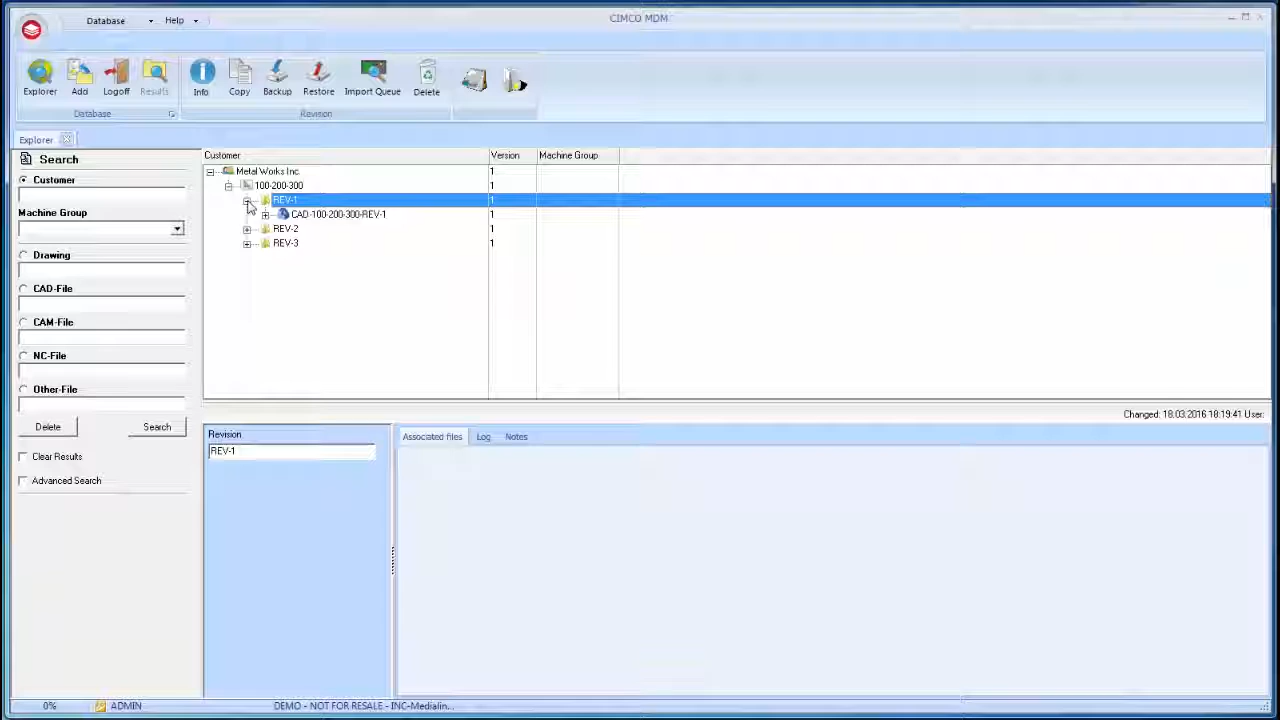 CIMCO MDM
Database Help
Explorer Add Logoff Results Info Copy Backup Restore Import Queue Delete
Database Revision
Explorer
Search
Customer
Machine Group
Drawing
CAD-File
CAM-File
NC-File
Other-File
Delete Search
Clear Results
Advanced Search
Customer Version Machine Group
Metal Works Inc. 1
100-200-300 1
REV-1 1
CAD-100-200-300-REV-1 1
REV-2 1
REV-3 1
Changed: 18.03.2016 18:19:41 User:
Revision
REV-1
Associated files Log Notes
0% ADMIN DEMO - NOT FOR RESALE - INC-Medialin...